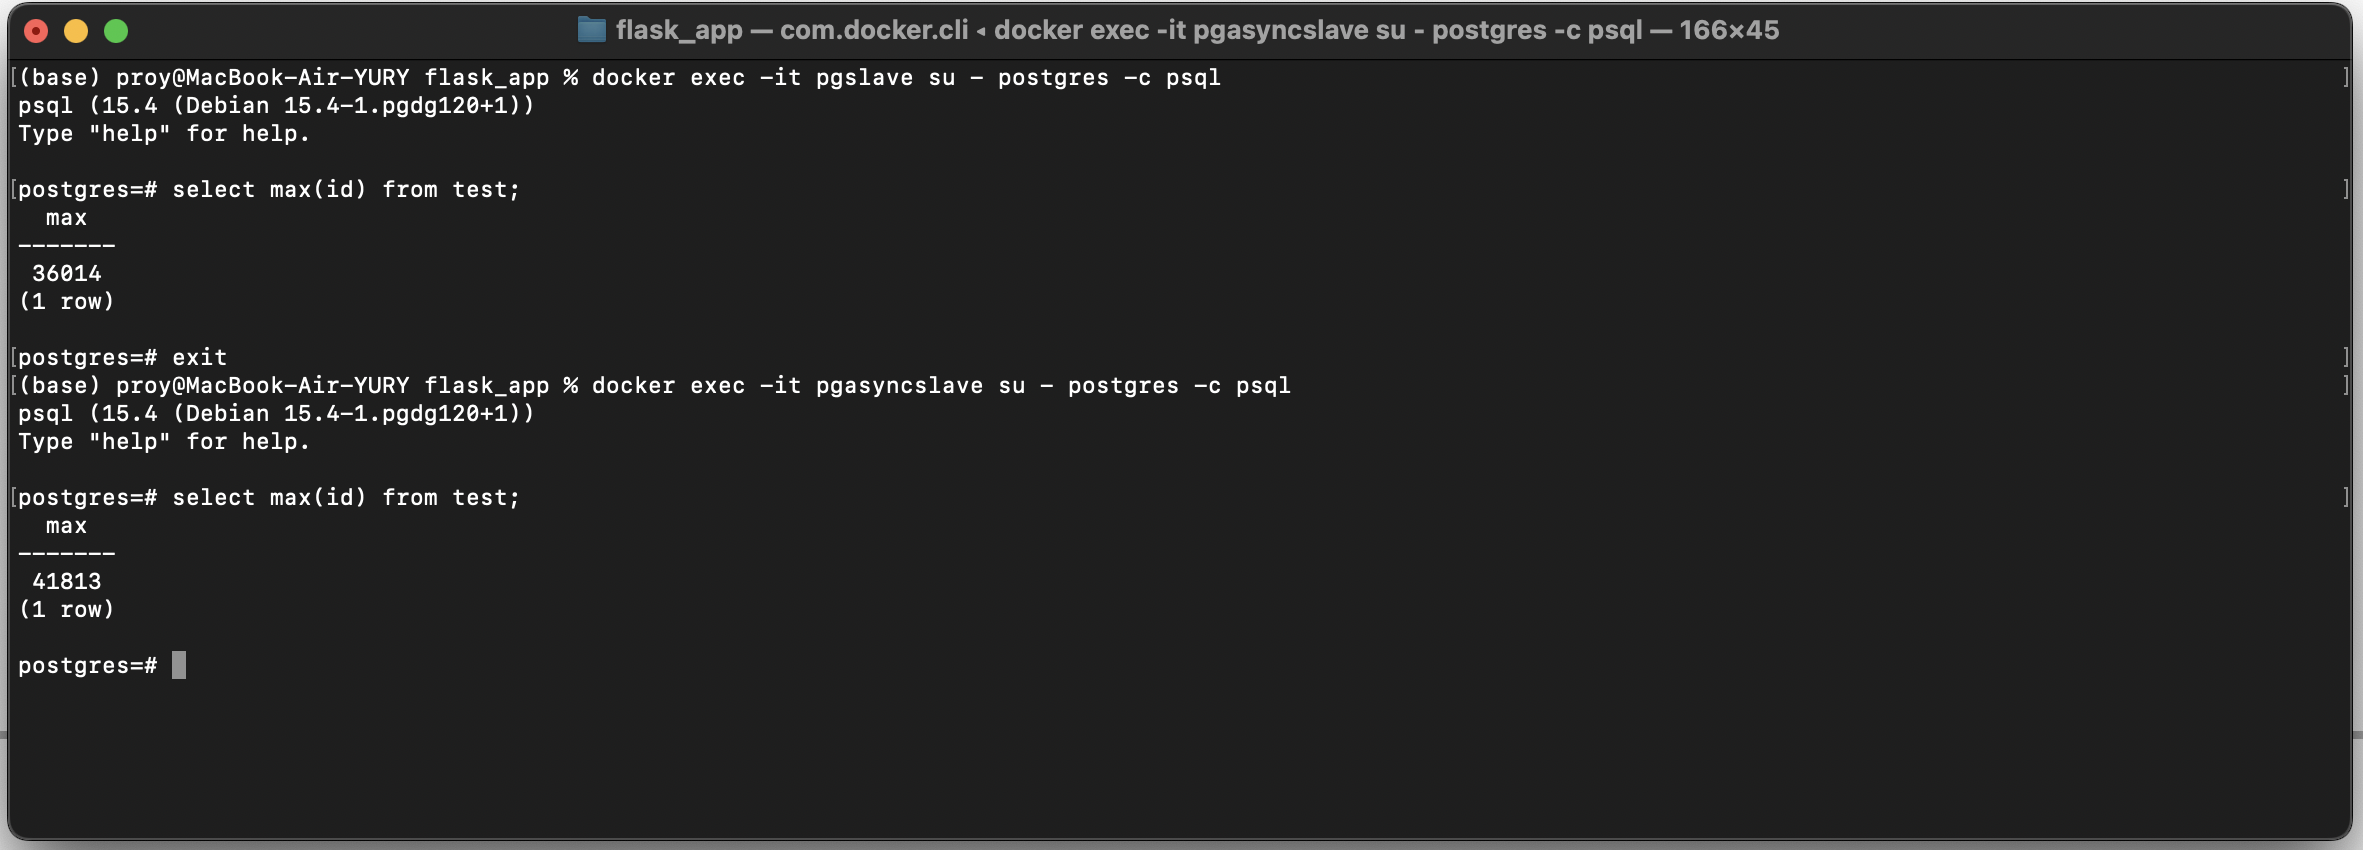 flask_app — com.docker.cli ◂ docker exec -it pgasyncslave su - postgres -c psql — 166×45
[(base) proy@MacBook-Air-YURY flask_app % docker exec -it pgslave su - postgres -c psql ]
psql (15.4 (Debian 15.4-1.pgdg120+1))
Type "help" for help.
[postgres=# select max(id) from test; ]
max
-------
36014
(1 row)
[postgres=# exit ]
[(base) proy@MacBook-Air-YURY flask_app % docker exec -it pgasyncslave su - postgres -c psql ]
psql (15.4 (Debian 15.4-1.pgdg120+1))
Type "help" for help.
[postgres=# select max(id) from test; ]
max
-------
41813
(1 row)
postgres=#